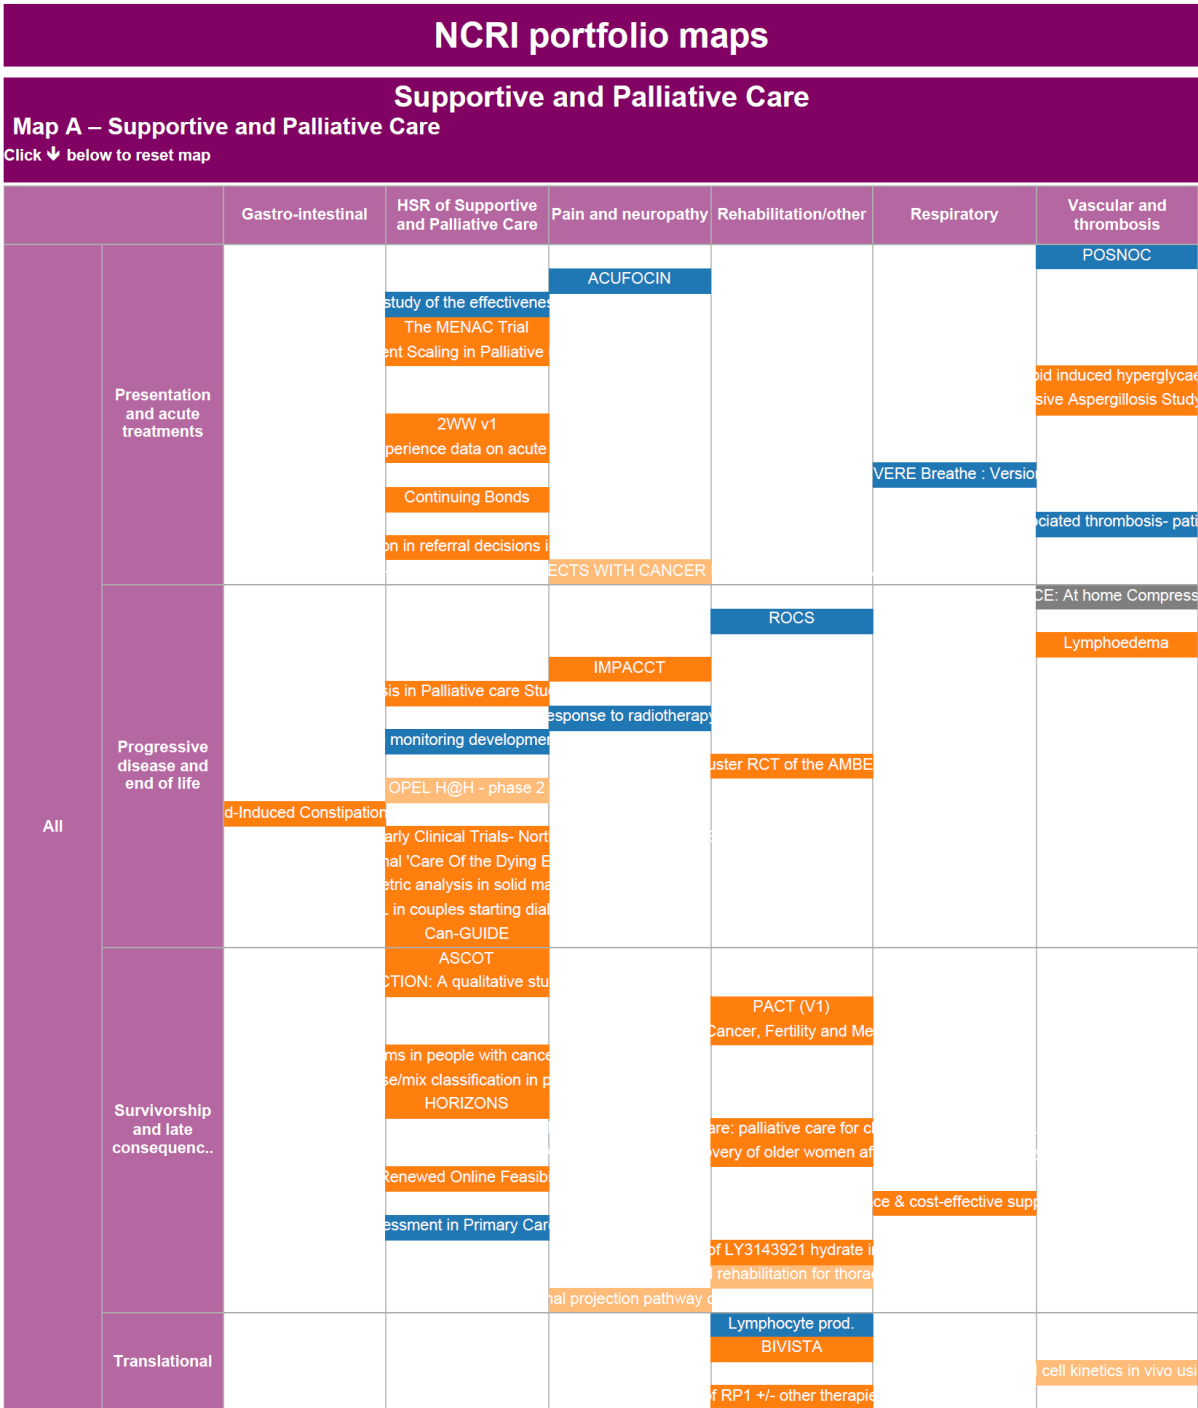 NCRI portfolio maps
Supportive and Palliative Care
Map A – Supportive and Palliative Care
Click 🡻 below to reset map
Gastro-intestinal
HSR of Supportive
and Palliative Care
Pain and neuropathy
Rehabilitation/other
Respiratory
Vascular and
thrombosis
All
Presentation
and acute
treatments
POSNOC
ACUFOCIN
study of the effectivenes
The MENAC Trial
ent Scaling in Palliative
oid induced hyperglycae
sive Aspergillosis Study
2WW v1
perience data on acute
VERE Breathe : Versio
Continuing Bonds
ociated thrombosis- pati
on in referral decisions i
ECTS WITH CANCER
Progressive
disease and
end of life
CE: At home Compress
ROCS
Lymphoedema
IMPACCT
sis in Palliative care Stu
esponse to radiotherapy
monitoring developmen
uster RCT of the AMBE
OPEL H@H - phase 2
d-Induced Constipation
arly Clinical Trials- Nort
nal 'Care Of the Dying E
etric analysis in solid ma
L in couples starting dial
Can-GUIDE
Survivorship
and late
consequenc..
ASCOT
CTION: A qualitative stu
PACT (V1)
Cancer, Fertility and Me
ms in people with cance
se/mix classification in p
HORIZONS
are: palliative care for c
overy of older women af
Renewed Online Feasib
ce & cost-effective supp
essment in Primary Car
of LY3143921 hydrate i
rehabilitation for thora
nal projection pathway
Translational
Lymphocyte prod.
BIVISTA
cell kinetics in vivo usi
of RP1 +/- other therapie